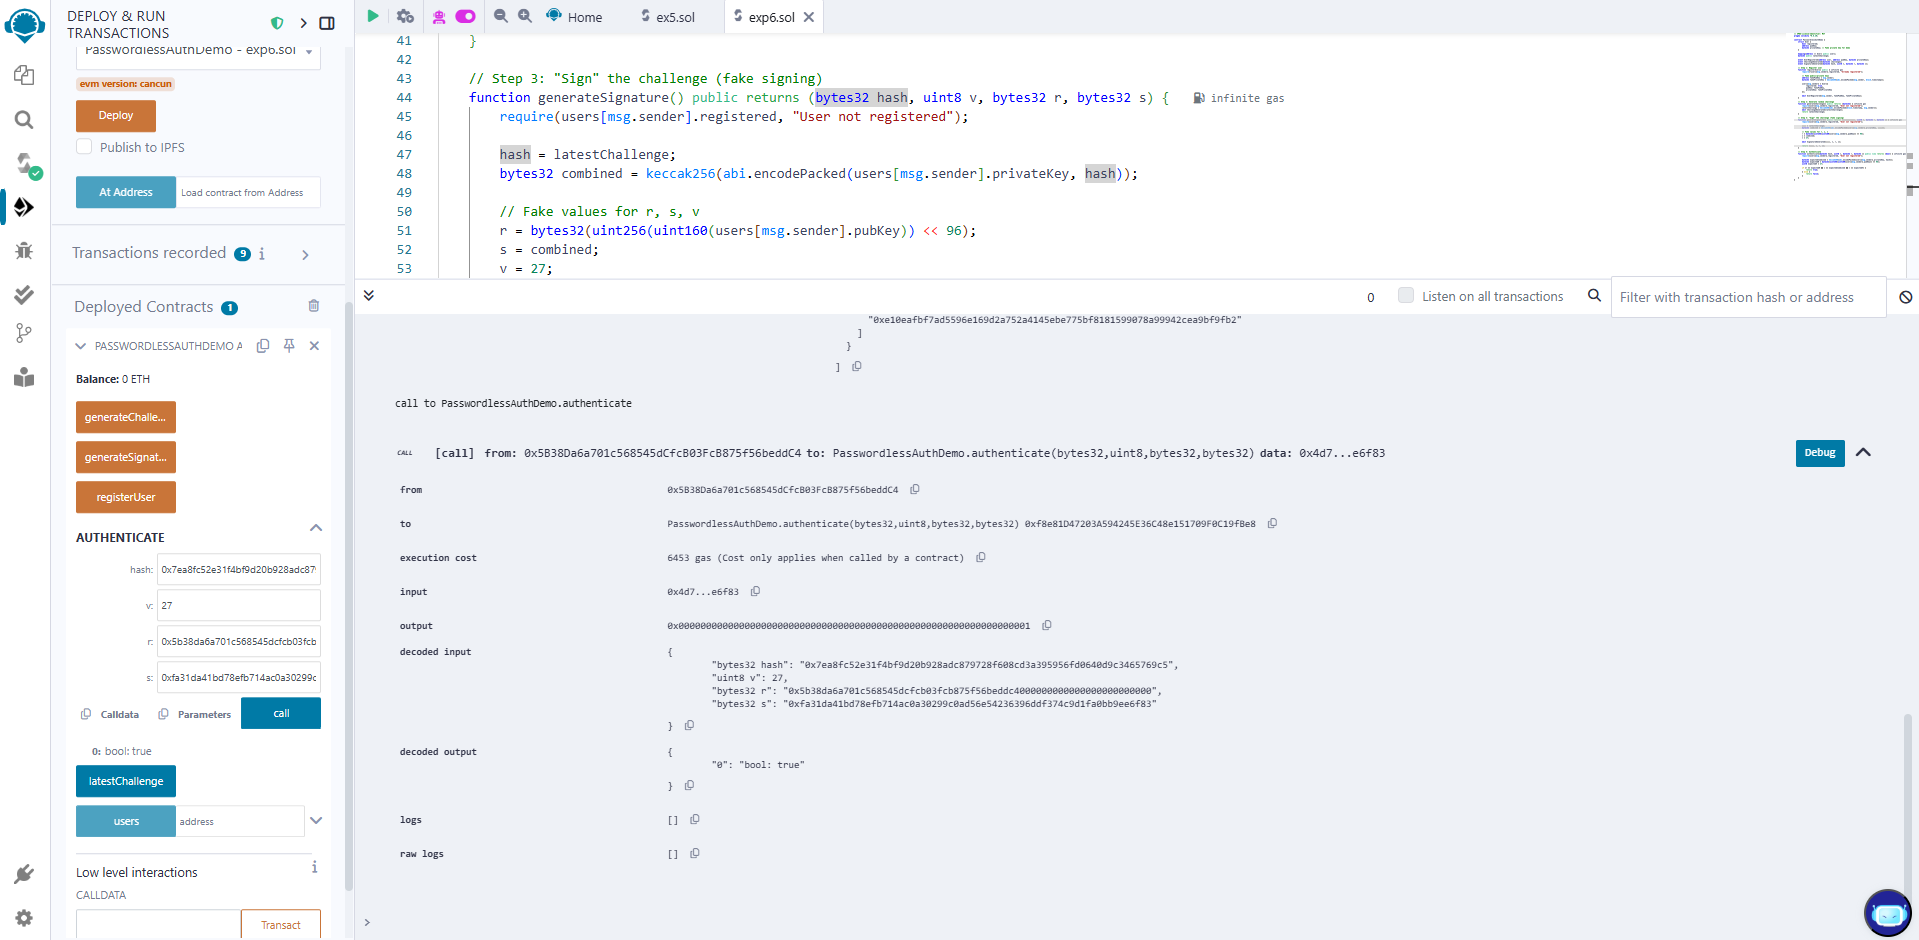 DEPLOY & RUN
TRANSACTIONS
PasswordlessAuthDemo - exp6.sol
evm version: cancun
Deploy
Publish to IPFS
At Address
Load contract from Address
Transactions recorded 9 i
Deployed Contracts 1
PASSWORDLESSAUTHDEMO A
Balance: 0 ETH
generateChalle...
generateSignat...
registerUser
AUTHENTICATE
hash: 0x7ea8fc52e31f4bf9d20b928adc87
v: 27
r: 0x5b38da6a701c568545dcfcb03fcb
s: 0xfa31da41bd78efb714ac0a30299c
Calldata Parameters call
0: bool: true
latestChallenge
users address
Low level interactions i
CALLDATA
Transact
Home ex5.sol exp6.sol
41 }
42
43 // Step 3: "Sign" the challenge (fake signing)
44 function generateSignature() public returns (bytes32 hash, uint8 v, bytes32 r, bytes32 s) { infinite gas
45 require(users[msg.sender].registered, "User not registered");
46
47 hash = latestChallenge;
48 bytes32 combined = keccak256(abi.encodePacked(users[msg.sender].privateKey, hash));
49
50 // Fake values for r, s, v
51 r = bytes32(uint256(uint160(users[msg.sender].pubKey)) << 96);
52 s = combined;
53 v = 27;
0 Listen on all transactions Filter with transaction hash or address
"0xe10eafbf7ad5596e169d2a752a4145ebe775bf8181599078a99942cea9bf9fb2"
]
}
]
call to PasswordlessAuthDemo.authenticate
CALL [call] from: 0x5B38Da6a701c568545dCfcB03FcB875f56beddC4 to: PasswordlessAuthDemo.authenticate(bytes32,uint8,bytes32,bytes32) data: 0x4d7...e6f83 Debug
from 0x5B38Da6a701c568545dCfcB03FcB875f56beddC4
to PasswordlessAuthDemo.authenticate(bytes32,uint8,bytes32,bytes32) 0xf8e81D47203A594245E36C48e151709F0C19fBe8
execution cost 6453 gas (Cost only applies when called by a contract)
input 0x4d7...e6f83
output 0x0000000000000000000000000000000000000000000000000000000000000001
decoded input {
"bytes32 hash": "0x7ea8fc52e31f4bf9d20b928adc879728f608cd3a395956fd0640d9c3465769c5",
"uint8 v": 27,
"bytes32 r": "0x5b38da6a701c568545dcfcb03fcb875f56beddc4000000000000000000000000",
"bytes32 s": "0xfa31da41bd78efb714ac0a30299c0ad56e54236396ddf374c9d1fa0bb9ee6f83"
}
decoded output {
"0": "bool: true"
}
logs []
raw logs []
>